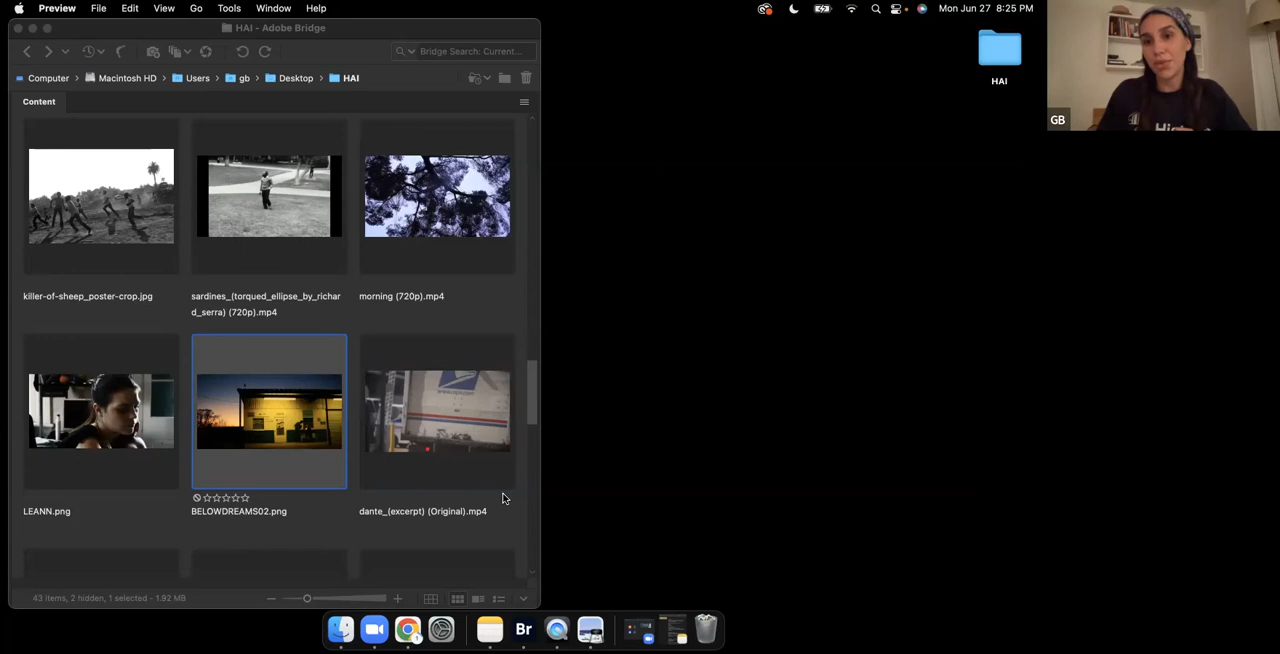 Preview File Edit View Go Tools Window Help Mon Jun 27 8:25 PM
HAI - Adobe Bridge
Bridge Search: Current...
Computer > Macintosh HD > Users > gb > Desktop > HAI
Content
HAI
GB
killer-of-sheep_poster-crop.jpg
sardines_(torqued_ellipse_by_richar
d_serra) (720p).mp4
morning (720p).mp4
LEANN.png
BELOWDREAMS02.png
dante_(excerpt) (Original).mp4
43 items, 2 hidden, 1 selected - 1.92 MB
Br